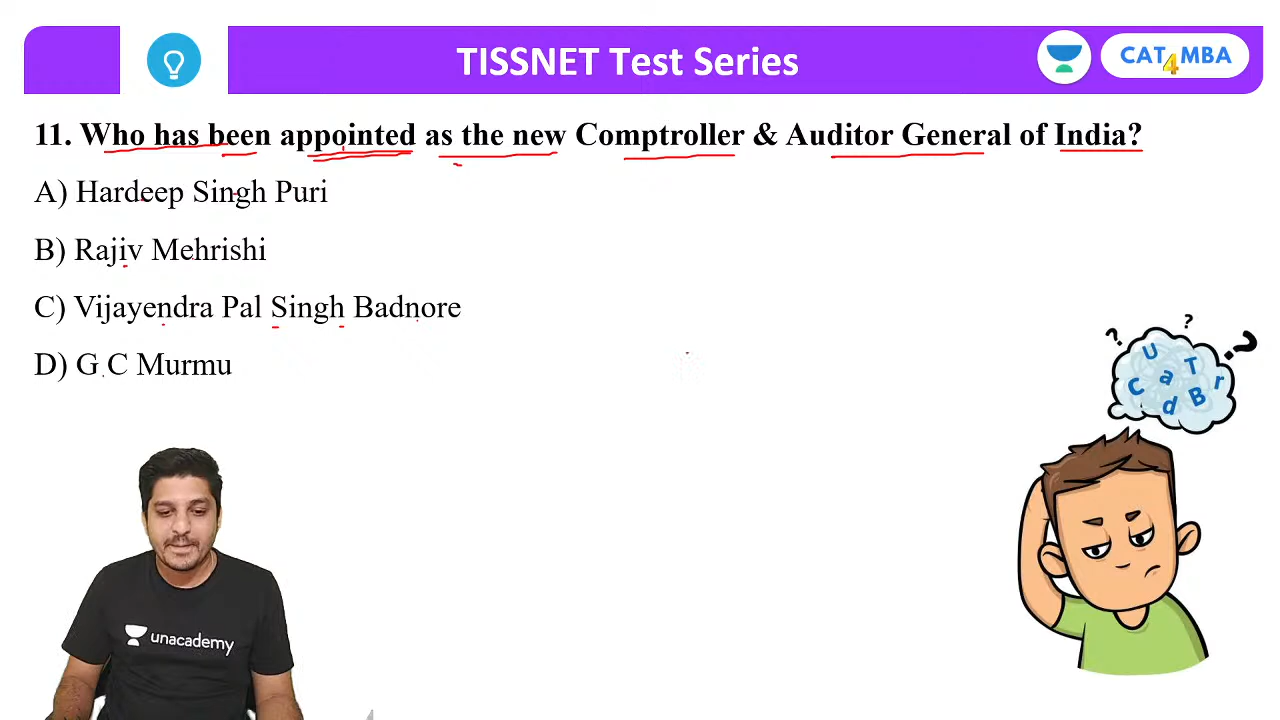 TISSNET Test Series
CAT4MBA
11. Who has been appointed as the new Comptroller & Auditor General of India?
A) Hardeep Singh Puri
B) Rajiv Mehrishi
C) Vijayendra Pal Singh Badnore
D) G C Murmu
? ? ?
U T
C a r
d B
unacademy